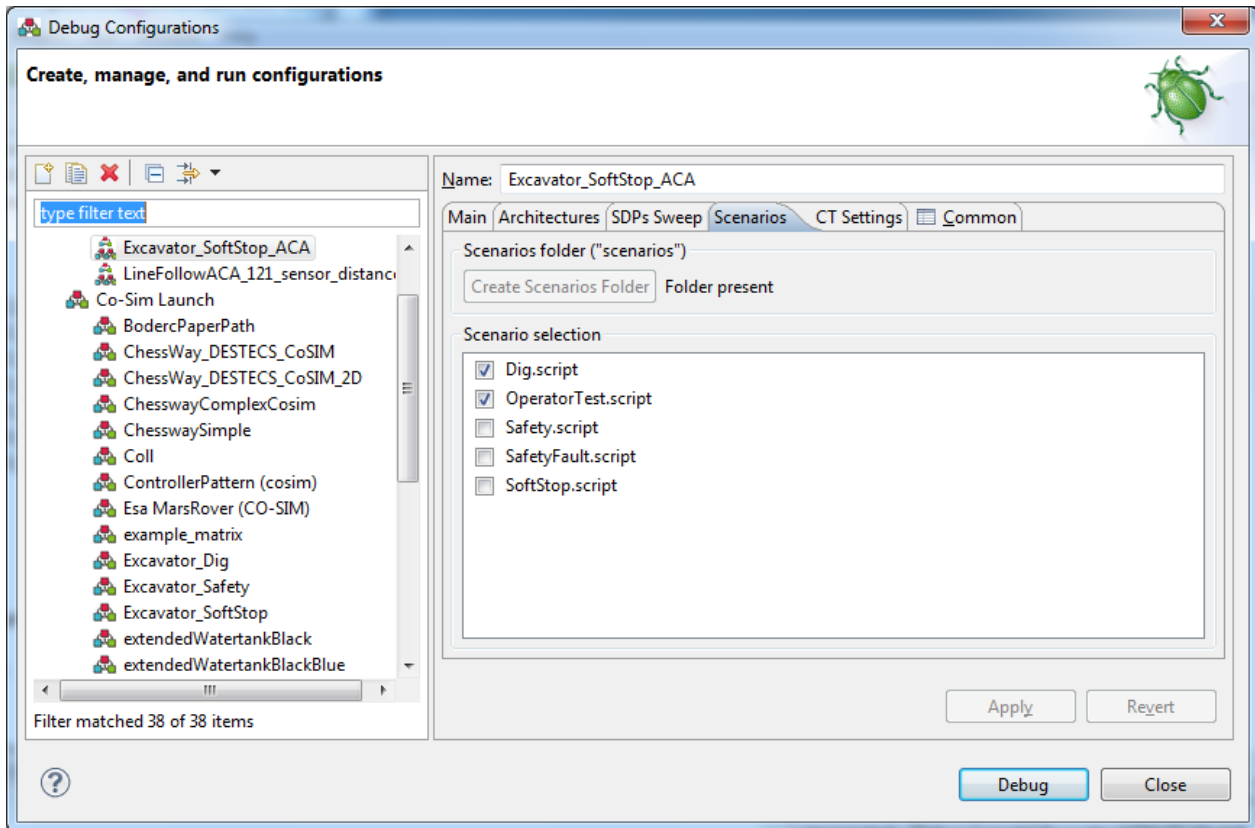 Debug Configurations
X
Create, manage, and run configurations
type filter text
Excavator_SoftStop_ACA
LineFollowACA_121_sensor_distanc
Co-Sim Launch
BodercPaperPath
ChessWay_DESTECS_CoSIM
ChessWay_DESTECS_CoSIM_2D
ChesswayComplexCosim
ChesswaySimple
Coll
ControllerPattern (cosim)
Esa MarsRover (CO-SIM)
example_matrix
Excavator_Dig
Excavator_Safety
Excavator_SoftStop
extendedWatertankBlack
extendedWatertankBlackBlue
Filter matched 38 of 38 items
Name: Excavator_SoftStop_ACA
Main Architectures SDPs Sweep Scenarios CT Settings Common
Scenarios folder ("scenarios")
Create Scenarios Folder Folder present
Scenario selection
Dig.script
OperatorTest.script
Safety.script
SafetyFault.script
SoftStop.script
Apply Revert
? Debug Close